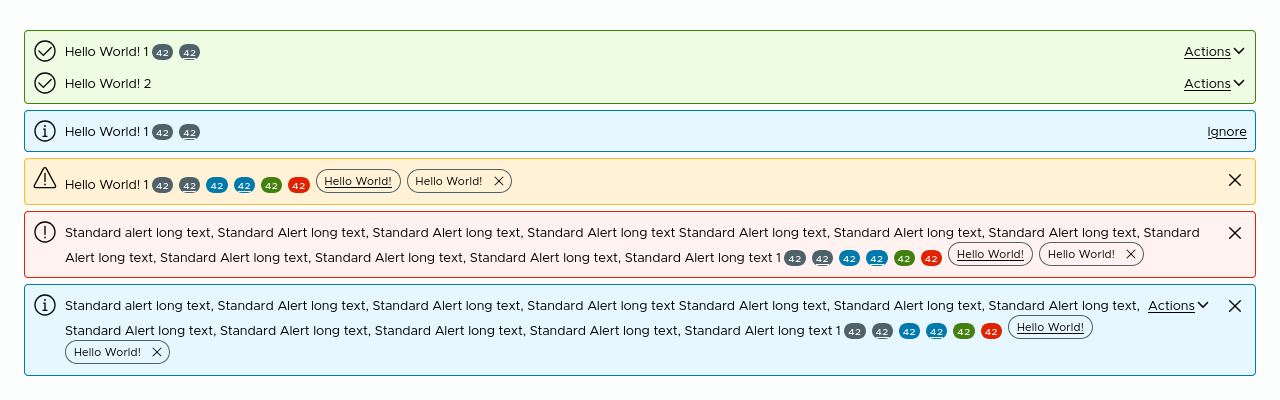 Hello World! 1 42 42 Actions
Hello World! 2 Actions
Hello World! 1 42 42 Ignore
Hello World! 1 42 42 42 42 42 42 Hello World! Hello World!
Standard alert long text, Standard Alert long text, Standard Alert long text, Standard Alert long text Standard Alert long text, Standard Alert long text, Standard Alert long text, Standard
Alert long text, Standard Alert long text, Standard Alert long text, Standard Alert long text, Standard Alert long text 1 42 42 42 42 42 42 Hello World! Hello World!
Standard alert long text, Standard Alert long text, Standard Alert long text, Standard Alert long text Standard Alert long text, Standard Alert long text, Standard Alert long text, Actions
Standard Alert long text, Standard Alert long text, Standard Alert long text, Standard Alert long text, Standard Alert long text 1 42 42 42 42 42 42 Hello World!
Hello World!